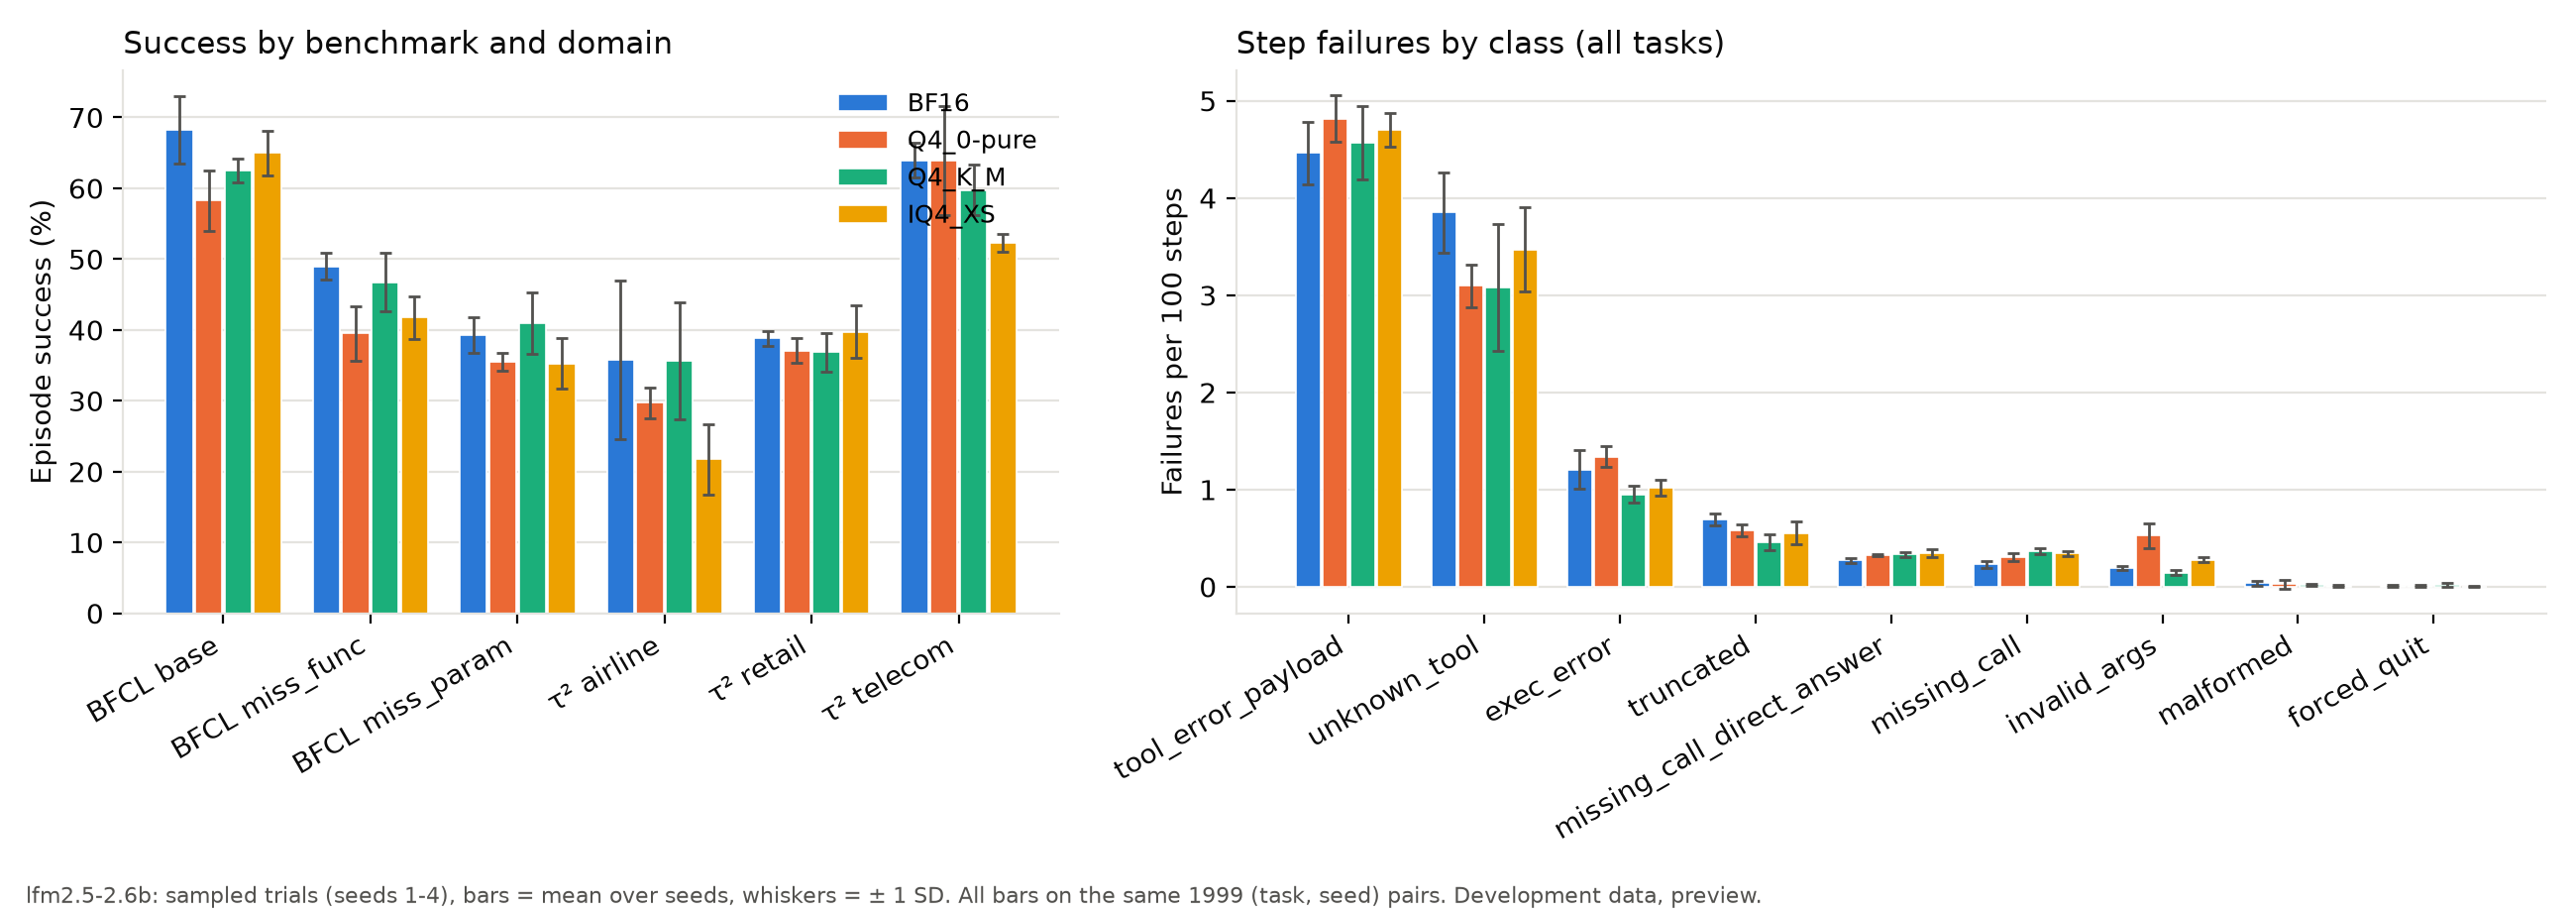 Success by benchmark and domain
Episode success (%)
70
60
50
40
30
20
10
0
BFCL base
BFCL miss_func
BFCL miss_param
τ² airline
τ² retail
τ² telecom
BF16
Q4_0-pure
Q4_K_M
IQ4_XS
Step failures by class (all tasks)
Failures per 100 steps
5
4
3
2
1
0
tool_error_payload
unknown_tool
exec_error
truncated
missing_call_direct_answer
missing_call
invalid_args
malformed
forced_quit
lfm2.5-2.6b: sampled trials (seeds 1-4), bars = mean over seeds, whiskers = ± 1 SD. All bars on the same 1999 (task, seed) pairs. Development data, preview.